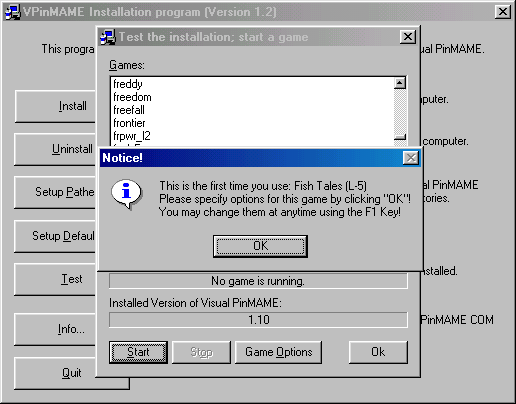 VPinMAME Installation program (Version 1.2)
Test the installation; start a game
This progra
ual PinMAME.
Games:
freddy
freedom
freefall
frontier
frpwr_l2
Install
mputer.
Uninstall
computer.
Notice!
This is the first time you use: Fish Tales (L-5)
Please specify options for this game by clicking "OK"!
You may change them at anytime using the F1 Key!
OK
Setup Pathe
ual PinMAME
tories.
Setup Defaul
Test
No game is running.
nstalled.
Installed Version of Visual PinMAME:
1.10
Info...
PinMAME COM
Start
Stop
Game Options
Ok
Quit